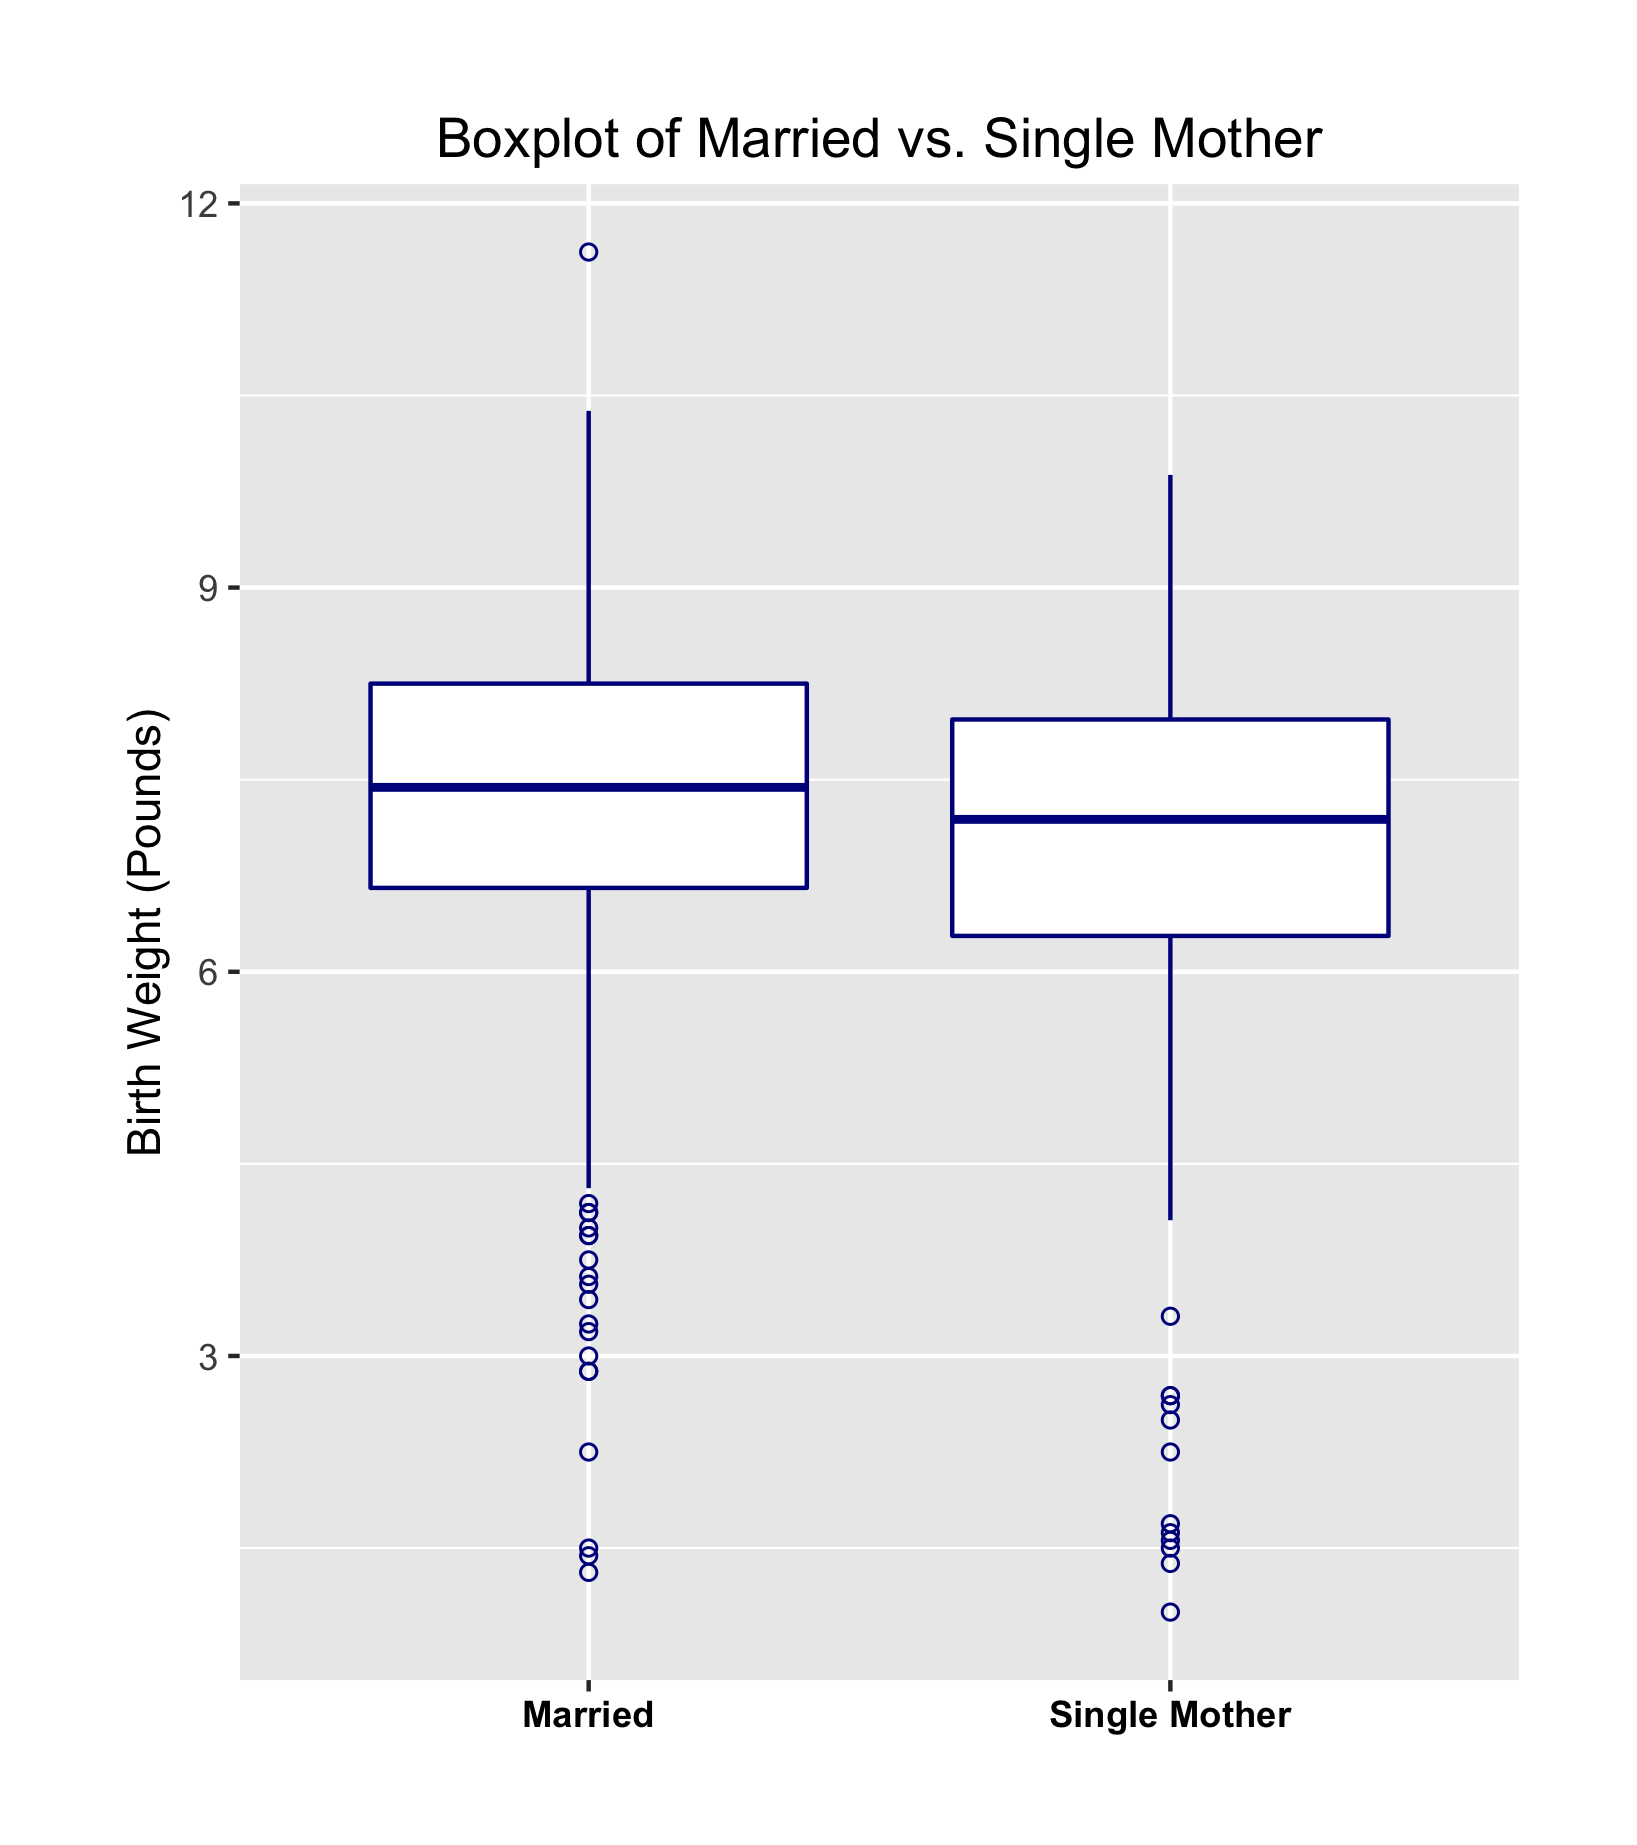 Boxplot of Married vs. Single Mother
12
9
6
3
Birth Weight (Pounds)
Married
Single Mother